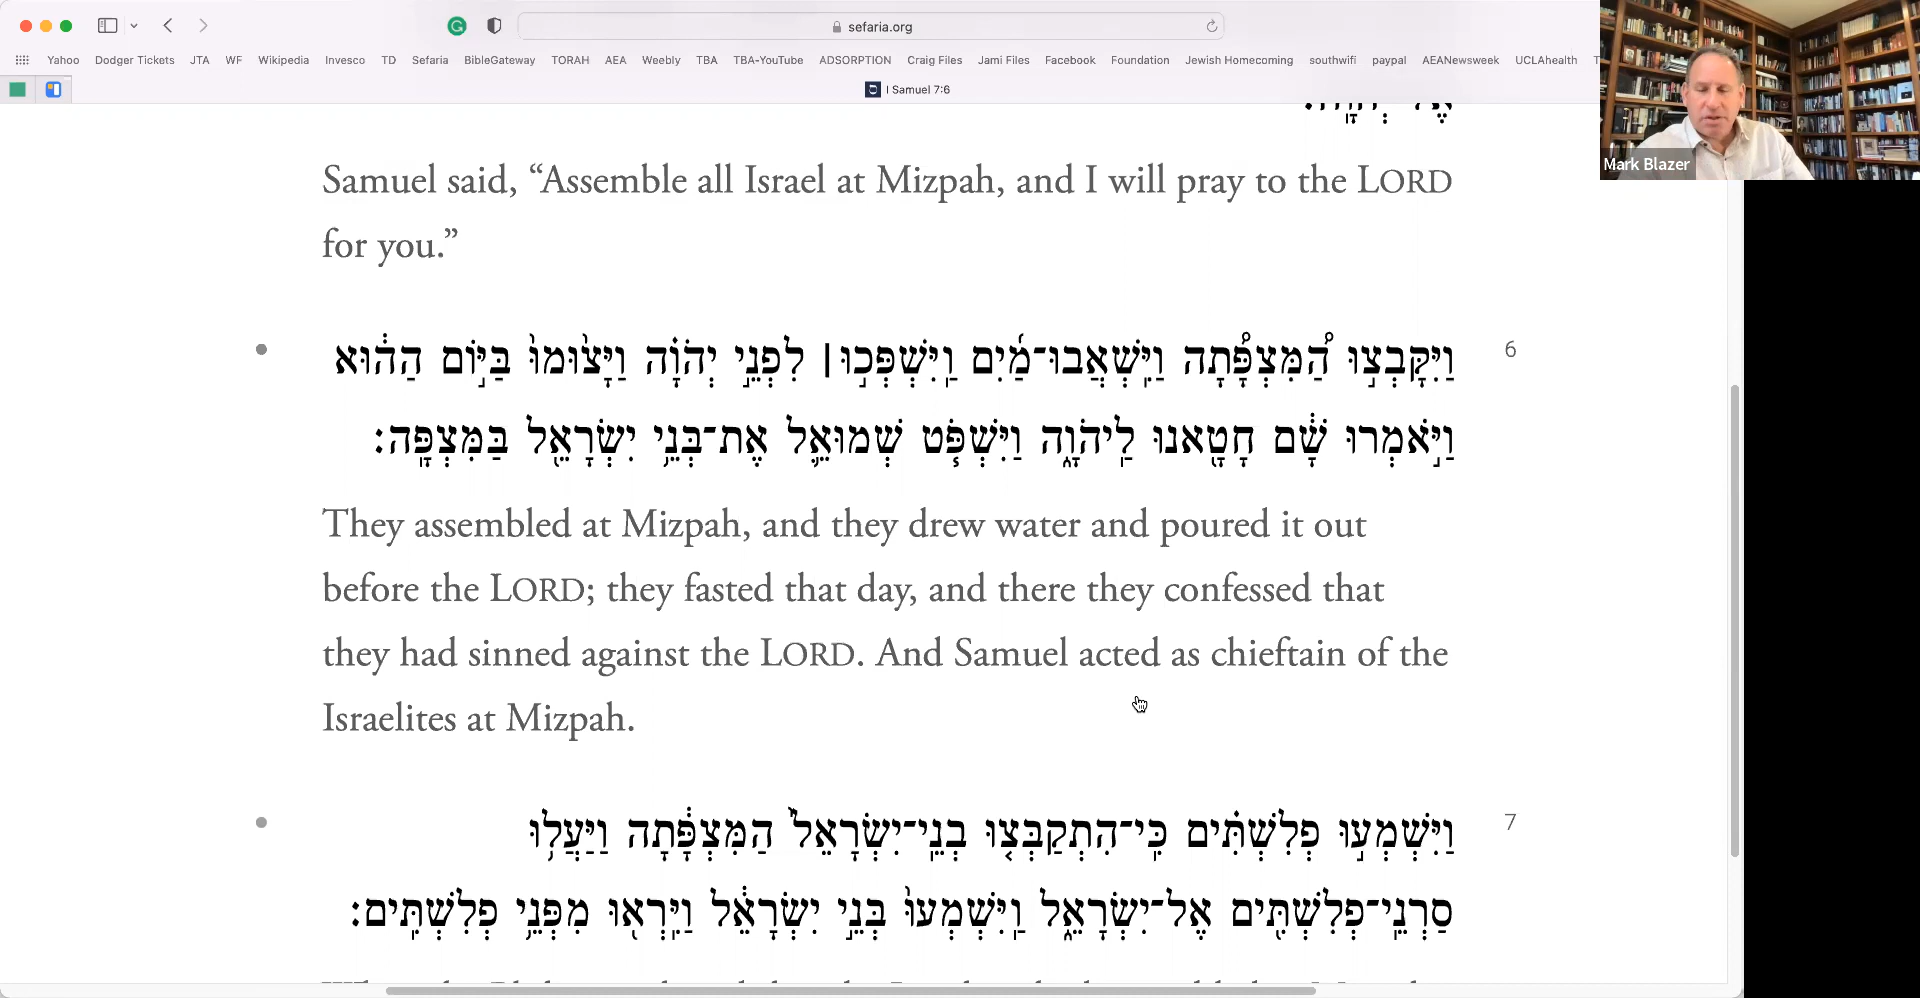 sefaria.org
Yahoo Dodger Tickets JTA WF Wikipedia Invesco TD Sefaria BibleGateway TORAH AEA Weebly TBA TBA-YouTube ADSORPTION Craig Files Jami Files Facebook Foundation Jewish Homecoming southwifi paypal AEANewsweek UCLAhealth
I Samuel 7:6
Mark Blazer
Samuel said, “Assemble all Israel at Mizpah, and I will pray to the LORD
for you.”
6
וַיִּקָּבְצ֣וּ הַ֠מִּצְפָּ֠תָה וַיִּֽשְׁאֲבוּ־מַ֜יִם וַֽיִּשְׁפְּכ֣וּ ׀ לִפְנֵ֣י יְהֹוָ֗ה וַיָּצ֙וּמוּ֙ בַּיּ֣וֹם הַה֔וּא
וַיֹּ֣אמְרוּ שָׁ֔ם חָטָ֖אנוּ לַֽיהֹוָ֑ה וַיִּשְׁפֹּ֧ט שְׁמוּאֵ֛ל אֶת־בְּנֵ֥י יִשְׂרָאֵ֖ל בַּמִּצְפָּֽה׃
They assembled at Mizpah, and they drew water and poured it out
before the LORD; they fasted that day, and there they confessed that
they had sinned against the LORD. And Samuel acted as chieftain of the
Israelites at Mizpah.
7
וַיִּשְׁמְע֣וּ פְלִשְׁתִּ֗ים כִּֽי־הִתְקַבְּצ֤וּ בְנֵֽי־יִשְׂרָאֵל֙ הַמִּצְפָּ֔תָה וַיַּעֲל֥וּ
סַרְנֵֽי־פְלִשְׁתִּ֖ים אֶל־יִשְׂרָאֵ֑ל וַֽיִּשְׁמְעוּ֙ בְּנֵ֣י יִשְׂרָאֵ֔ל וַיִּֽרְא֖וּ מִפְּנֵ֥י פְלִשְׁתִּֽים׃